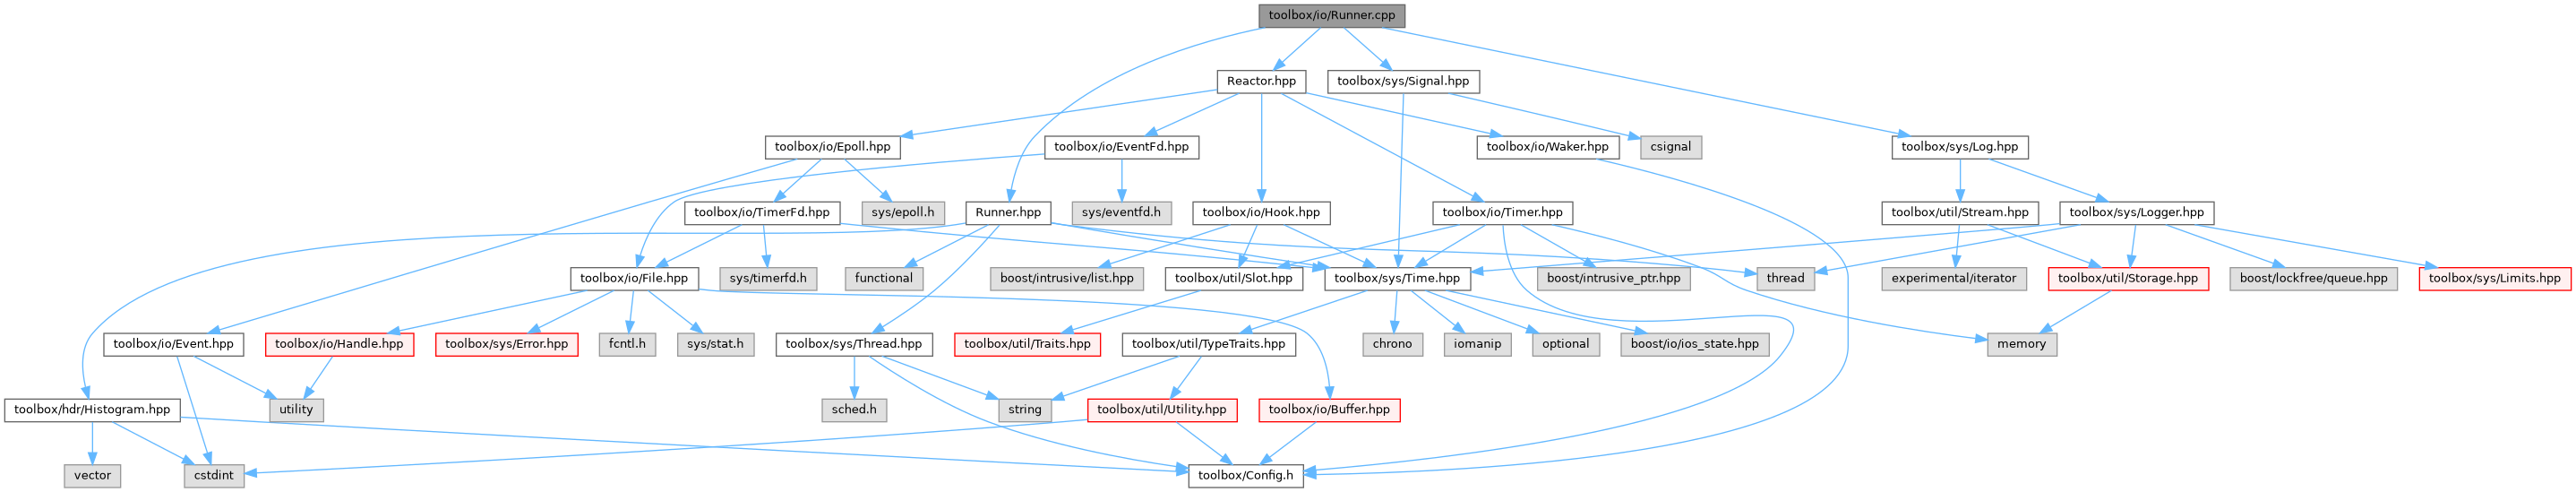 toolbox/io/Runner.cpp
Reactor.hpp
toolbox/sys/Signal.hpp
toolbox/io/Epoll.hpp
toolbox/io/EventFd.hpp
toolbox/io/Waker.hpp
csignal
toolbox/sys/Log.hpp
toolbox/io/TimerFd.hpp
sys/epoll.h
Runner.hpp
sys/eventfd.h
toolbox/io/Hook.hpp
toolbox/io/Timer.hpp
toolbox/util/Stream.hpp
toolbox/sys/Logger.hpp
toolbox/io/File.hpp
sys/timerfd.h
functional
boost/intrusive/list.hpp
toolbox/util/Slot.hpp
toolbox/sys/Time.hpp
boost/intrusive_ptr.hpp
thread
experimental/iterator
toolbox/util/Storage.hpp
boost/lockfree/queue.hpp
toolbox/sys/Limits.hpp
toolbox/io/Event.hpp
toolbox/io/Handle.hpp
toolbox/sys/Error.hpp
fcntl.h
sys/stat.h
toolbox/sys/Thread.hpp
toolbox/util/Traits.hpp
toolbox/util/TypeTraits.hpp
chrono
iomanip
optional
boost/io/ios_state.hpp
memory
toolbox/hdr/Histogram.hpp
utility
sched.h
string
toolbox/util/Utility.hpp
toolbox/io/Buffer.hpp
vector
cstdint
toolbox/Config.h